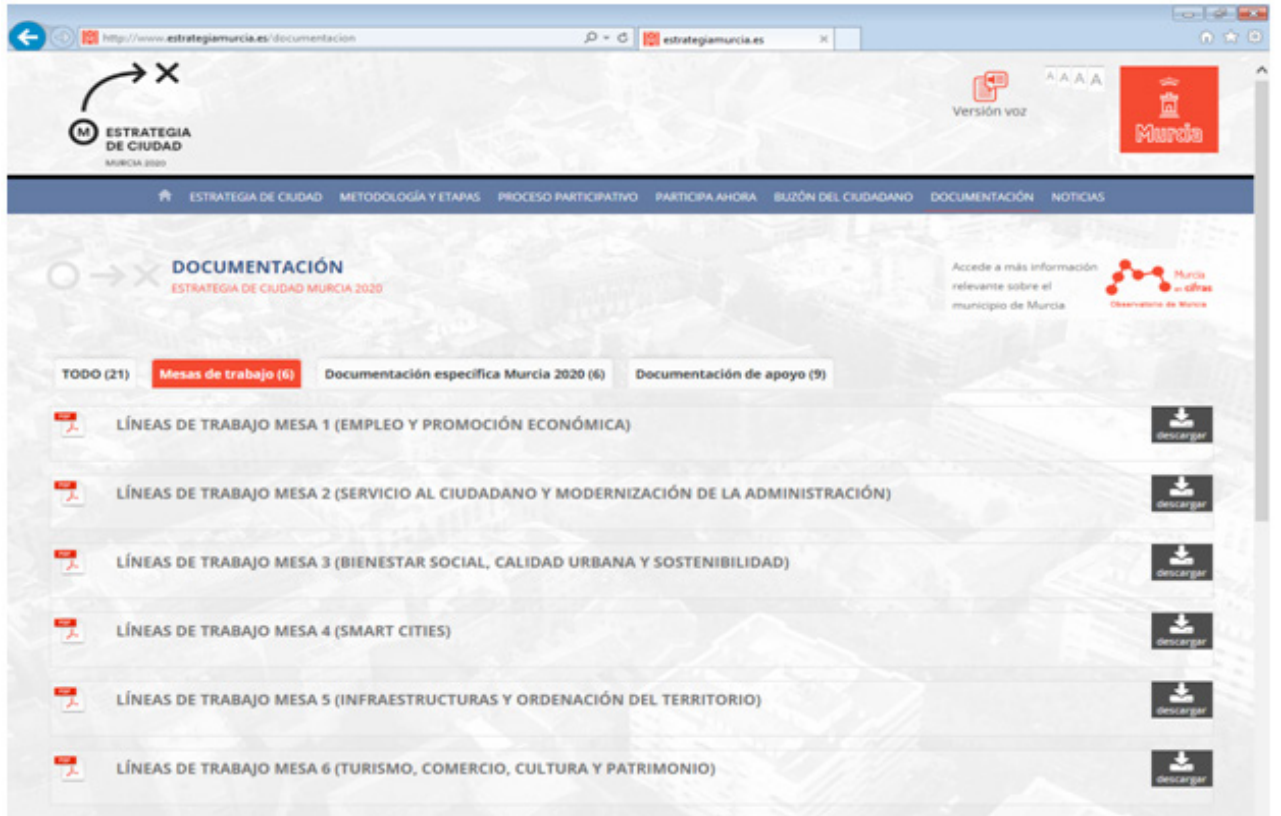 http://www.estrategiamurcia.es/documentacion
estrategiamurcia.es
M ESTRATEGIA
DE CIUDAD
MURCIA 2020
Versión voz
A A A A
Murcia
ESTRATEGIA DE CIUDAD METODOLOGÍA Y ETAPAS PROCESO PARTICIPATIVO PARTICIPA AHORA BUZÓN DEL CIUDADANO DOCUMENTACIÓN NOTICIAS
DOCUMENTACIÓN
ESTRATEGIA DE CIUDAD MURCIA 2020
Accede a más información
relevante sobre el
municipio de Murcia
Murcia
en cifras
Observatorio de Murcia
TODO (21) Mesas de trabajo (6) Documentación específica Murcia 2020 (6) Documentación de apoyo (9)
PDF LÍNEAS DE TRABAJO MESA 1 (EMPLEO Y PROMOCIÓN ECONÓMICA) descargar
PDF LÍNEAS DE TRABAJO MESA 2 (SERVICIO AL CIUDADANO Y MODERNIZACIÓN DE LA ADMINISTRACIÓN) descargar
PDF LÍNEAS DE TRABAJO MESA 3 (BIENESTAR SOCIAL, CALIDAD URBANA Y SOSTENIBILIDAD) descargar
PDF LÍNEAS DE TRABAJO MESA 4 (SMART CITIES) descargar
PDF LÍNEAS DE TRABAJO MESA 5 (INFRAESTRUCTURAS Y ORDENACIÓN DEL TERRITORIO) descargar
PDF LÍNEAS DE TRABAJO MESA 6 (TURISMO, COMERCIO, CULTURA Y PATRIMONIO) descargar